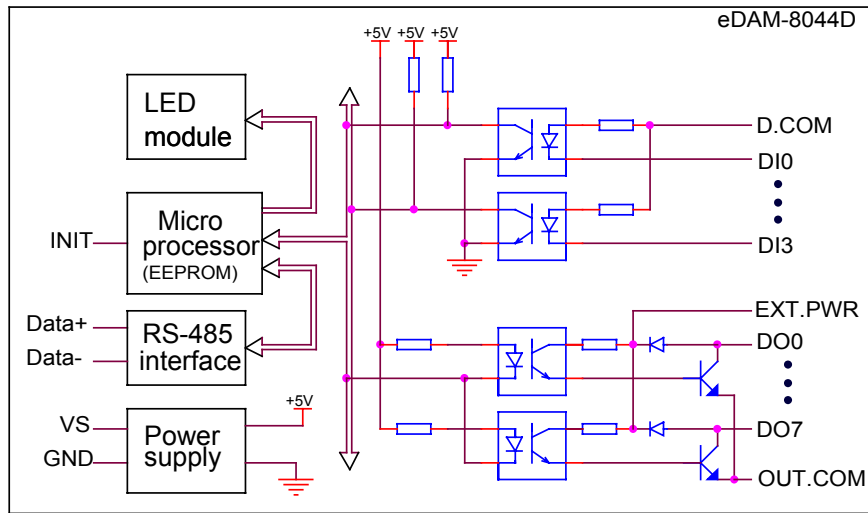 eDAM-8044D
+5V +5V +5V
LED
module
D.COM
DI0
Micro
processor
(EEPROM)
INIT
DI3
EXT.PWR
Data+
Data-
RS-485
interface
DO0
+5V
VS
GND
Power
supply
DO7
OUT.COM